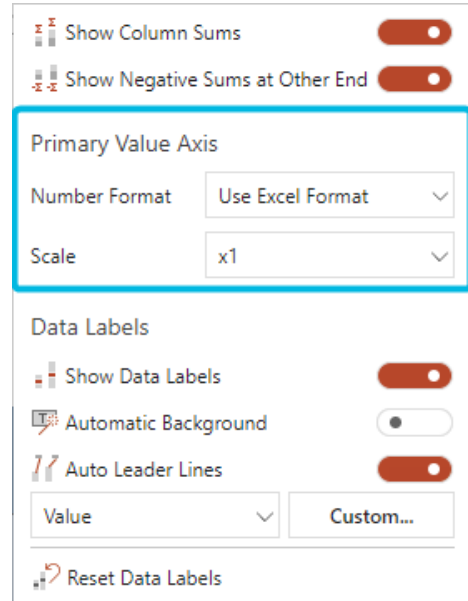 Show Column Sums
Show Negative Sums at Other End
Primary Value Axis
Number Format Use Excel Format
Scale x1
Data Labels
Show Data Labels
Automatic Background
Auto Leader Lines
Value Custom...
Reset Data Labels